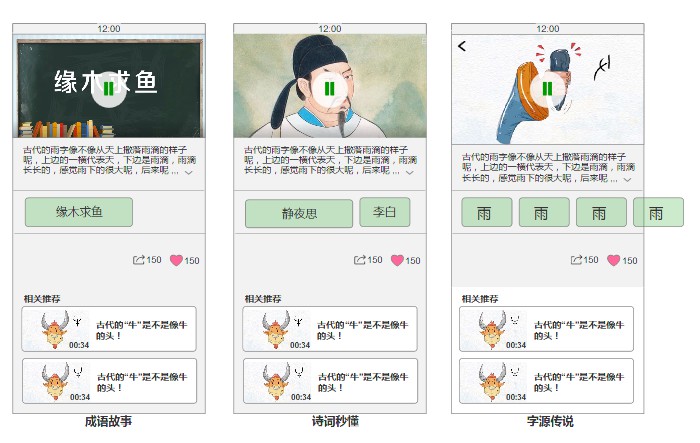 12:00
缘木求鱼
古代的雨字像不像从天上撒落雨滴的样子
呢，上边的一横代表天，下边是雨滴，雨滴
长长的，感觉雨下的很大呢，后来呢 ...
缘木求鱼
150
150
相关推荐
古代的“牛”是不是像牛
的头！
00:34
古代的“牛”是不是像牛
的头！
00:34
成语故事
12:00
古代的雨字像不像从天上撒落雨滴的样子
呢，上边的一横代表天，下边是雨滴，雨滴
长长的，感觉雨下的很大呢，后来呢 ...
静夜思
李白
150
150
相关推荐
古代的“牛”是不是像牛
的头！
00:34
古代的“牛”是不是像牛
的头！
00:34
诗词秒懂
12:00
古代的雨字像不像从天上撒落雨滴的样子
呢，上边的一横代表天，下边是雨滴，雨滴
长长的，感觉雨下的很大呢，后来呢 ...
雨
雨
雨
雨
150
150
相关推荐
古代的“牛”是不是像牛
的头！
00:34
古代的“牛”是不是像牛
的头！
00:34
字源传说